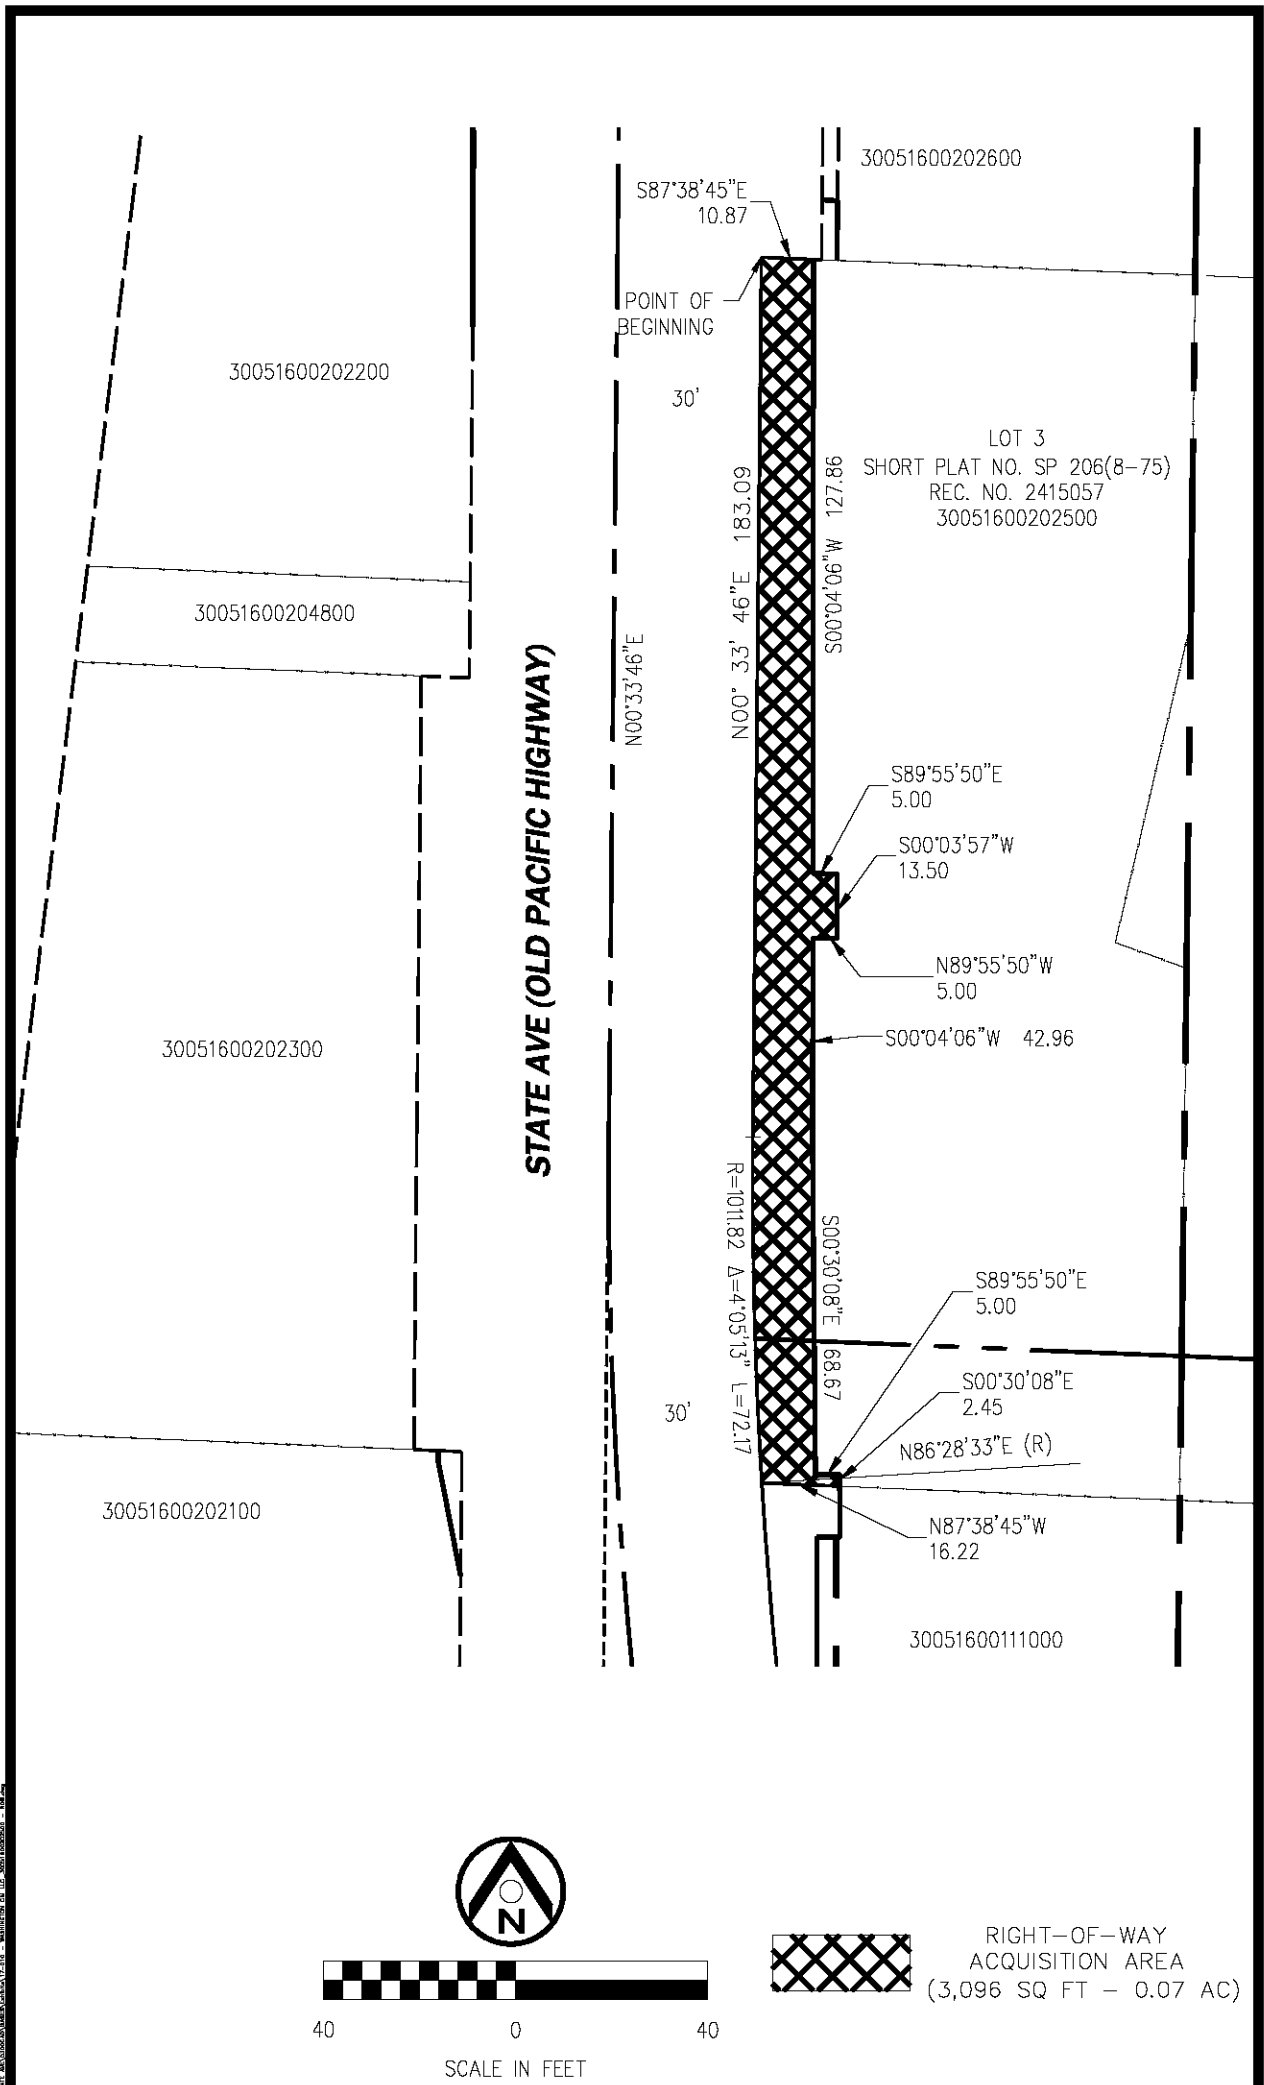 30051600202600
S87°38'45"E
10.87
POINT OF
BEGINNING
30051600202200
30'
LOT 3
SHORT PLAT NO. SP 206(8-75)
REC. NO. 2415057
30051600202500
N00° 33' 46"E 183.09
S00°04'06"W 127.86
30051600204800
N00°33'46"E
STATE AVE (OLD PACIFIC HIGHWAY)
S89°55'50"E
5.00
S00°03'57"W
13.50
N89°55'50"W
5.00
S00°04'06"W 42.96
30051600202300
R=1011.82 Δ=4°05'13" L=72.17
S00°30'08"E 68.67
S89°55'50"E
5.00
S00°30'08"E
2.45
30'
N86°28'33"E (R)
30051600202100
N87°38'45"W
16.22
30051600111000
N
RIGHT-OF-WAY
ACQUISITION AREA
(3,096 SQ FT - 0.07 AC)
40 0 40
SCALE IN FEET